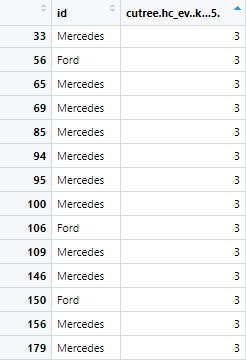 id cutree.hc_ev..k...5.
33 Mercedes 3
56 Ford 3
65 Mercedes 3
69 Mercedes 3
85 Mercedes 3
94 Mercedes 3
95 Mercedes 3
100 Mercedes 3
106 Ford 3
109 Mercedes 3
146 Mercedes 3
150 Ford 3
156 Mercedes 3
179 Mercedes 3